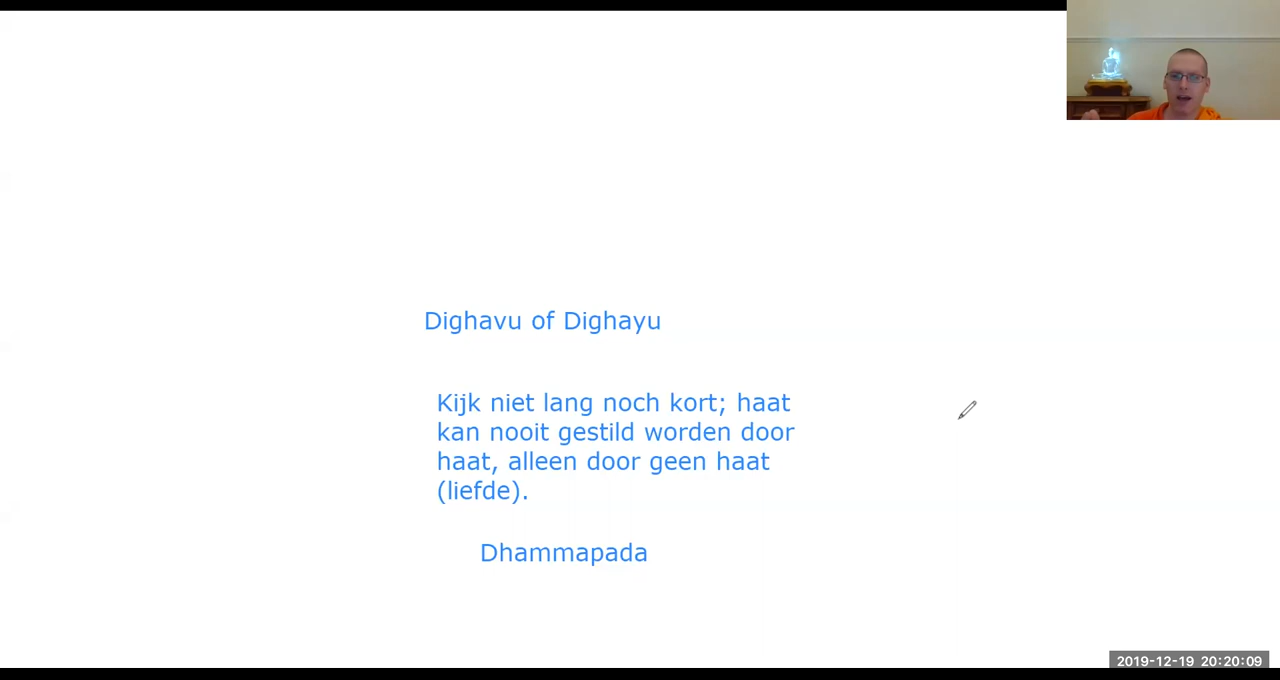 Dighavu of Dighayu
Kijk niet lang noch kort; haat
kan nooit gestild worden door
haat, alleen door geen haat
(liefde).
Dhammapada
2019-12-19 20:20:09